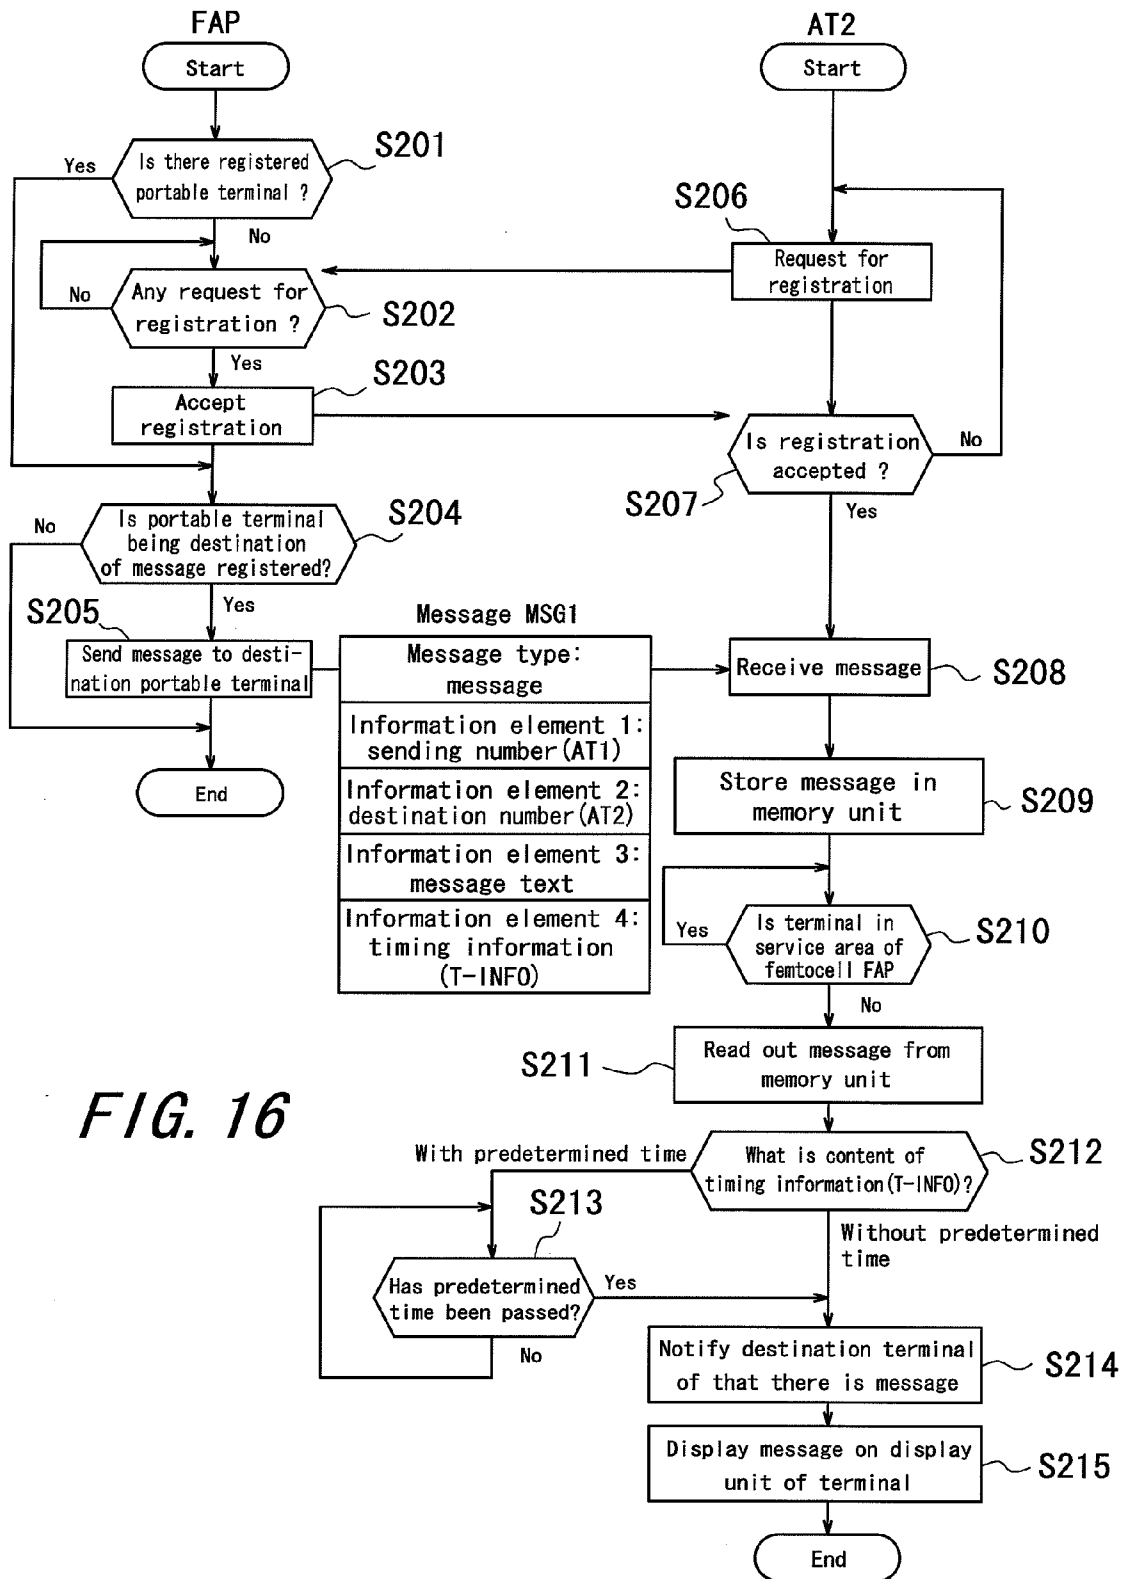 FAP
Start
S201
Is there registered
portable terminal ?
Yes
No
Any request for
registration ?
No
S202
Yes
S203
Accept
registration
S204
Is portable terminal
being destination
of message registered?
No
Yes
S205
Send message to desti-
nation portable terminal
End
Message MSG1
Message type:
message
Information element 1:
sending number(AT1)
Information element 2:
destination number(AT2)
Information element 3:
message text
Information element 4:
timing information
(T-INFO)
AT2
Start
S206
Request for
registration
Is registration
accepted ?
No
S207
Yes
Receive message
S208
Store message in
memory unit
S209
Is terminal in
service area of
femtocell FAP
Yes
S210
No
S211
Read out message from
memory unit
With predetermined time
What is content of
timing information(T-INFO)?
S212
Without predetermined
time
S213
Has predetermined
time been passed?
Yes
No
Notify destination terminal
of that there is message
S214
Display message on display
unit of terminal
S215
End
FIG. 16